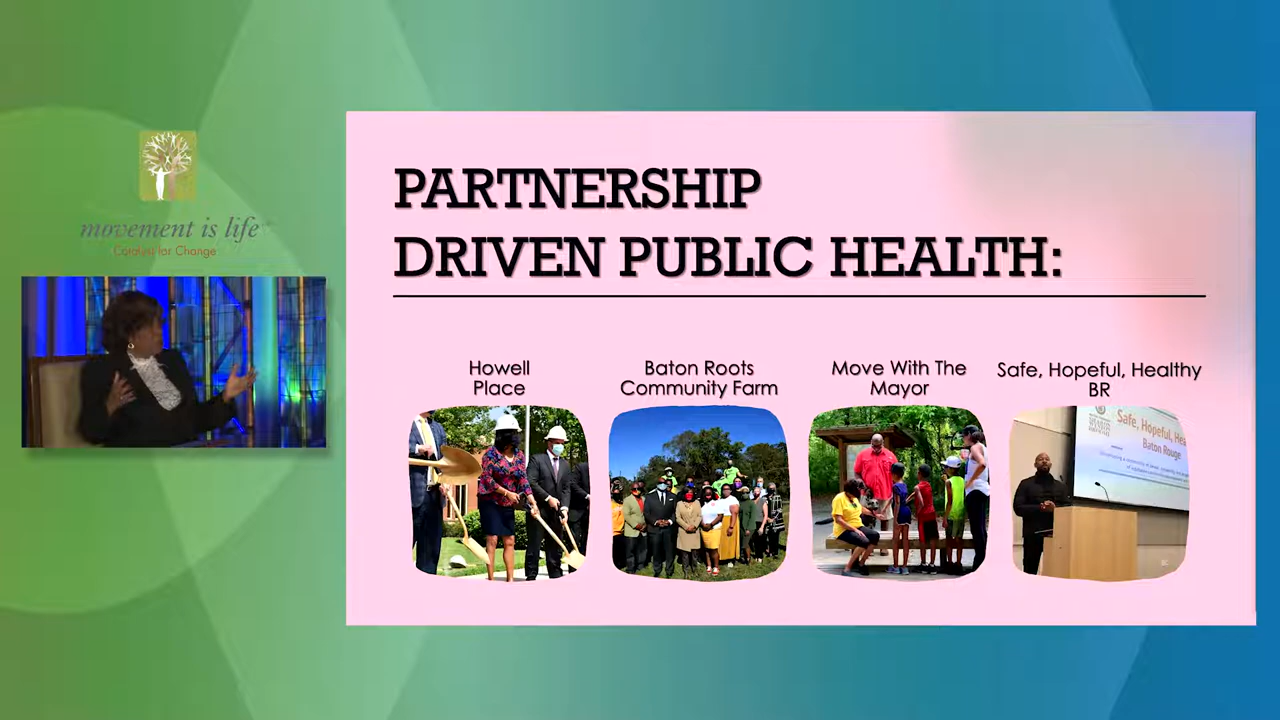 movement is life
Catalyst for Change
PARTNERSHIP
DRIVEN PUBLIC HEALTH:
Howell
Place
Baton Roots
Community Farm
Move With The
Mayor
Safe, Hopeful, Healthy
BR
Safe, Hopeful, Hea
Baton Rouge